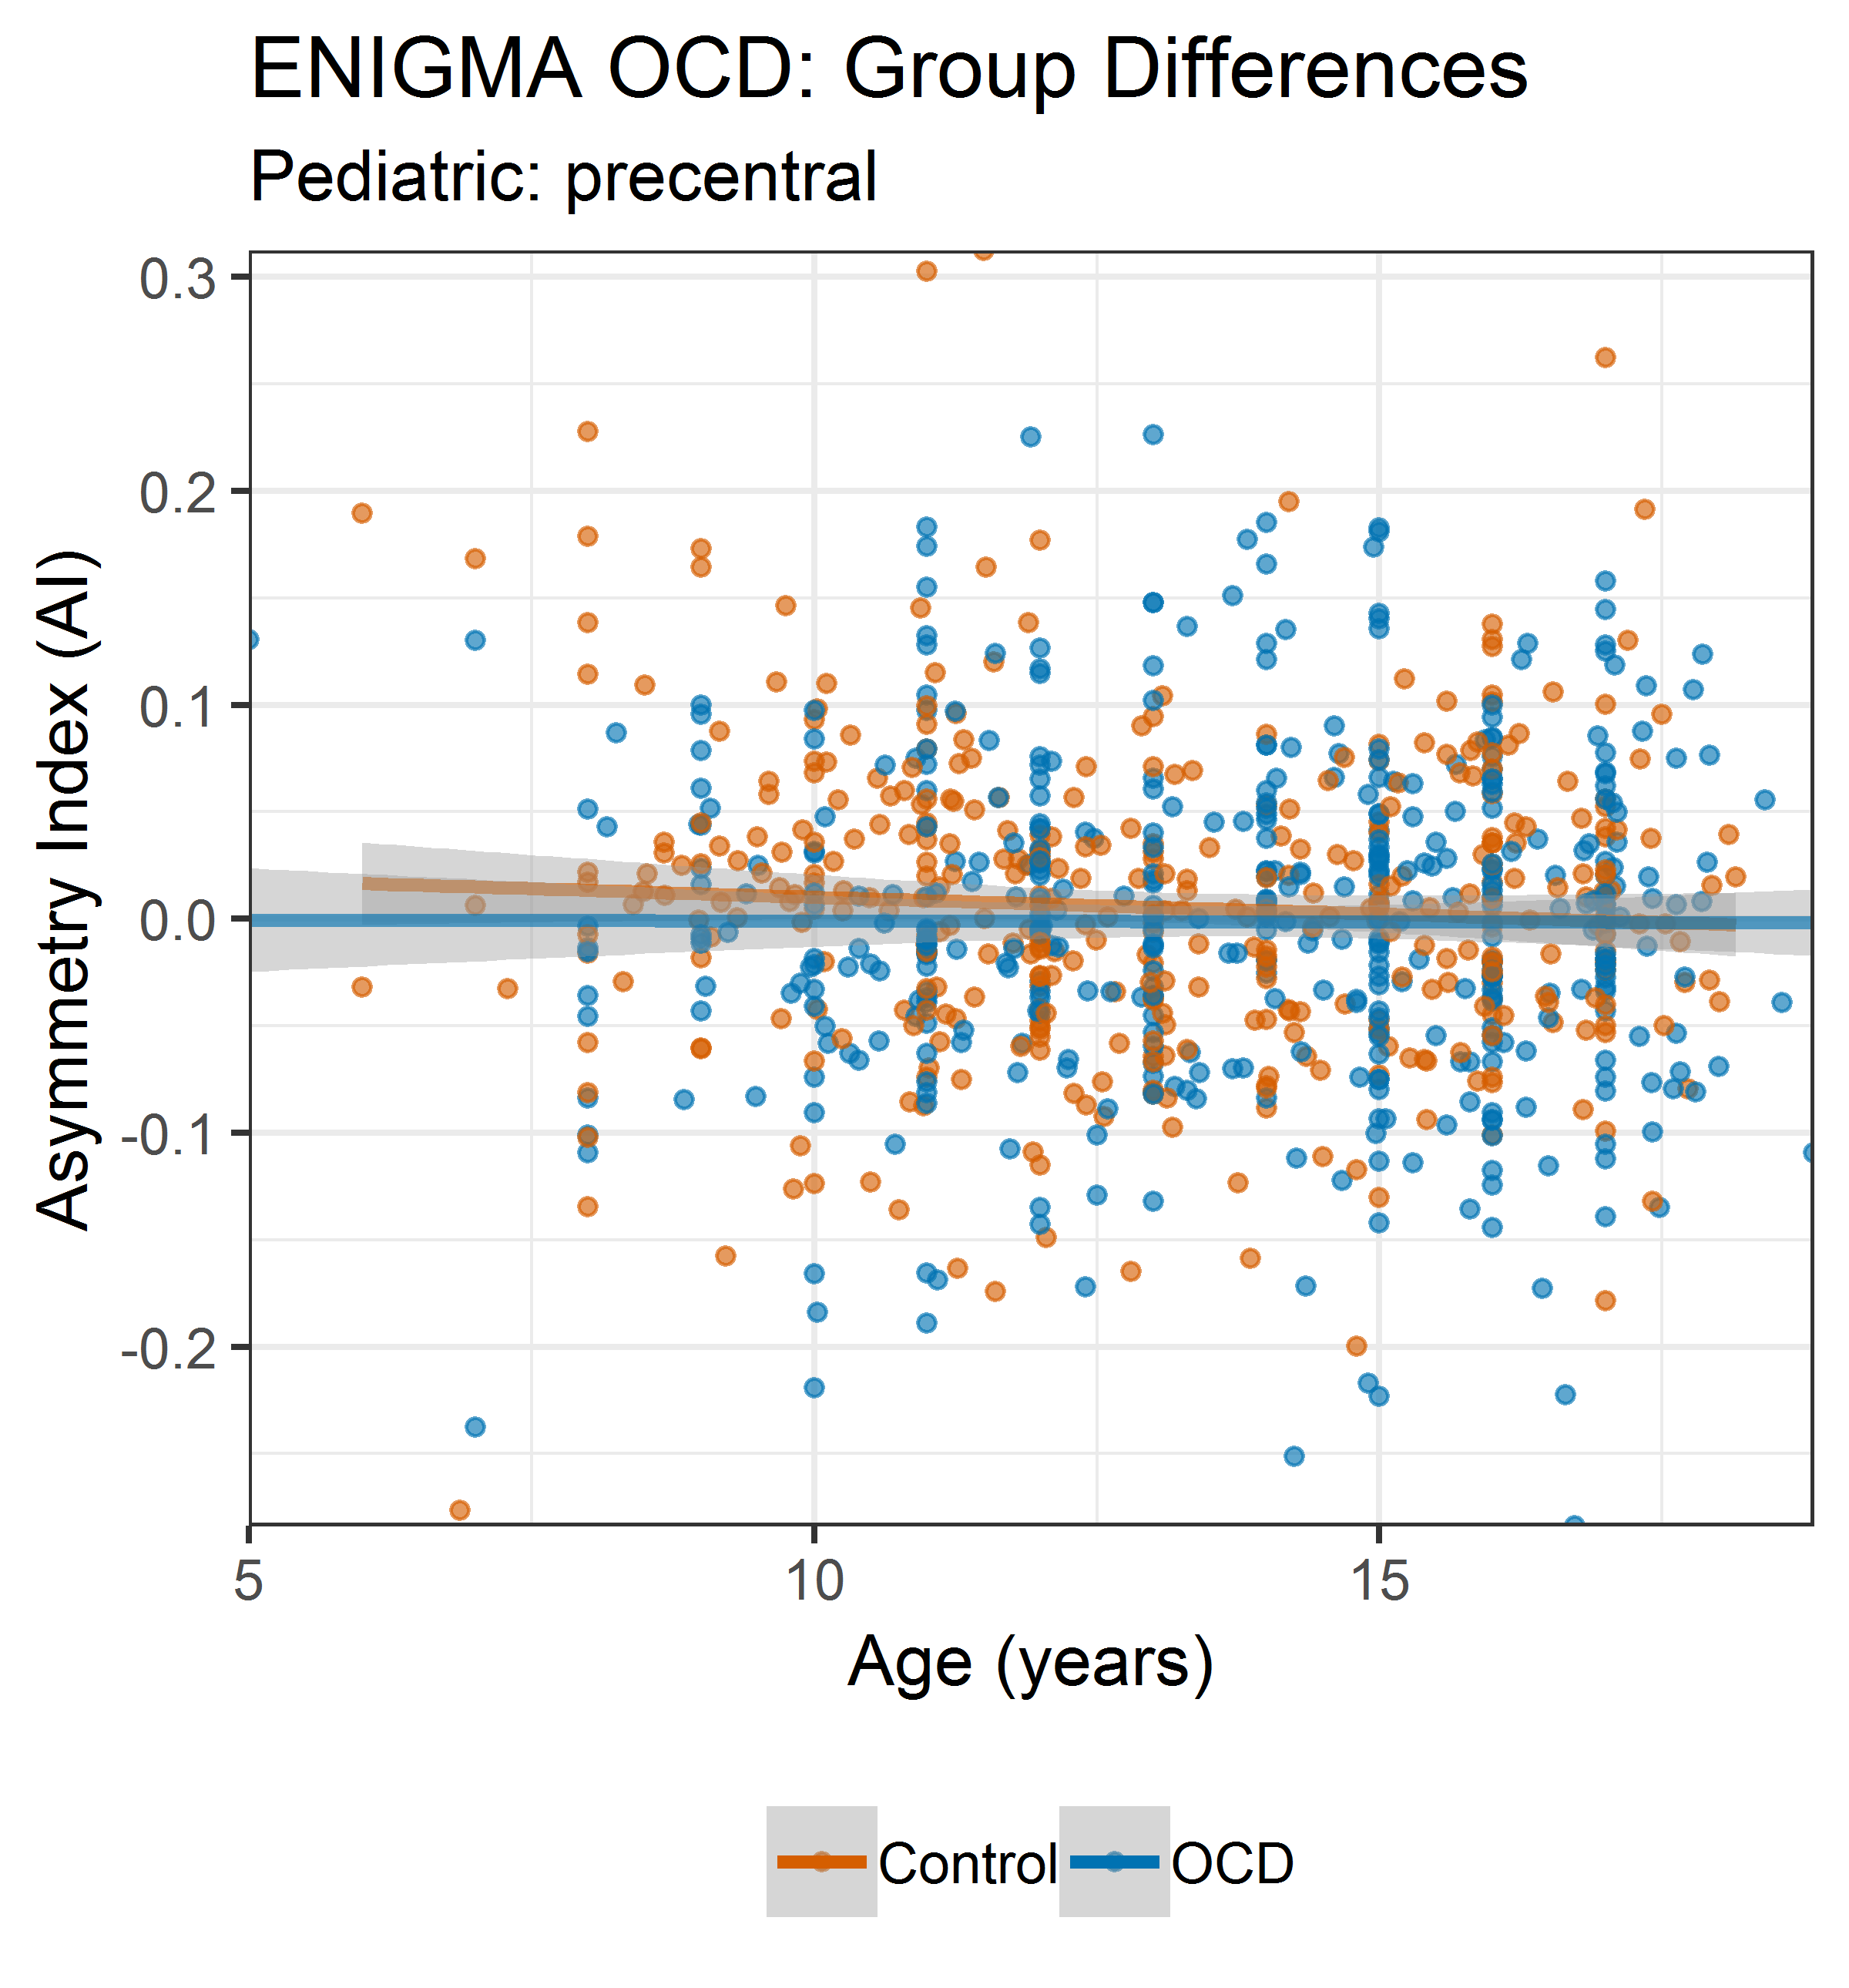 ENIGMA OCD: Group Differences
Pediatric: precentral
Asymmetry Index (AI)
0.3
0.2
0.1
0.0
-0.1
-0.2
5 10 15
Age (years)
Control OCD